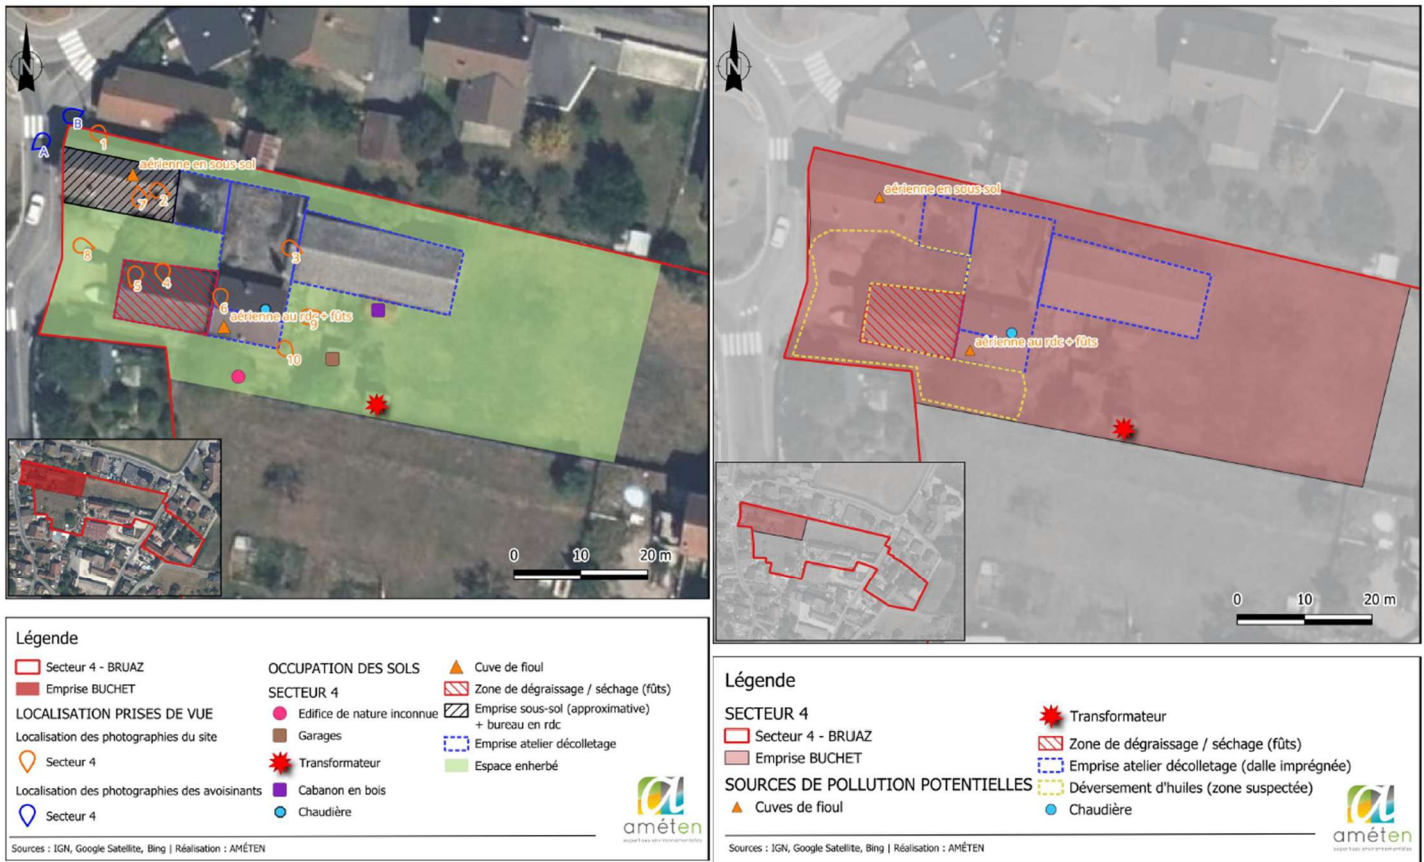 N
B
A
1
aérienne en sous-sol
7
2
8
3
5
4
6
aérienne au rdc + fûts
9
10
0 10 20 m
Légende
Secteur 4 - BRUAZ
Emprise BUCHET
LOCALISATION PRISES DE VUE
Localisation des photographies du site
Secteur 4
Localisation des photographies des avoisinants
Secteur 4
OCCUPATION DES SOLS
SECTEUR 4
Edifice de nature inconnue
Garages
Transformateur
Cabanon en bois
Chaudière
Cuve de fioul
Zone de dégraissage / séchage (fûts)
Emprise sous-sol (approximative)
+ bureau en rdc
Emprise atelier décolletage
Espace enherbé
améten
expertises environnementales
Sources : IGN, Google Satellite, Bing | Réalisation : AMÉTEN
N
aérienne en sous-sol
aérienne au rdc + fûts
0 10 20 m
Légende
SECTEUR 4
Secteur 4 - BRUAZ
Emprise BUCHET
SOURCES DE POLLUTION POTENTIELLES
Cuves de fioul
Transformateur
Zone de dégraissage / séchage (fûts)
Emprise atelier décolletage (dalle imprégnée)
Déversement d'huiles (zone suspectée)
Chaudière
améten
expertises environnementales
Sources : IGN, Google Satellite, Bing | Réalisation : AMÉTEN